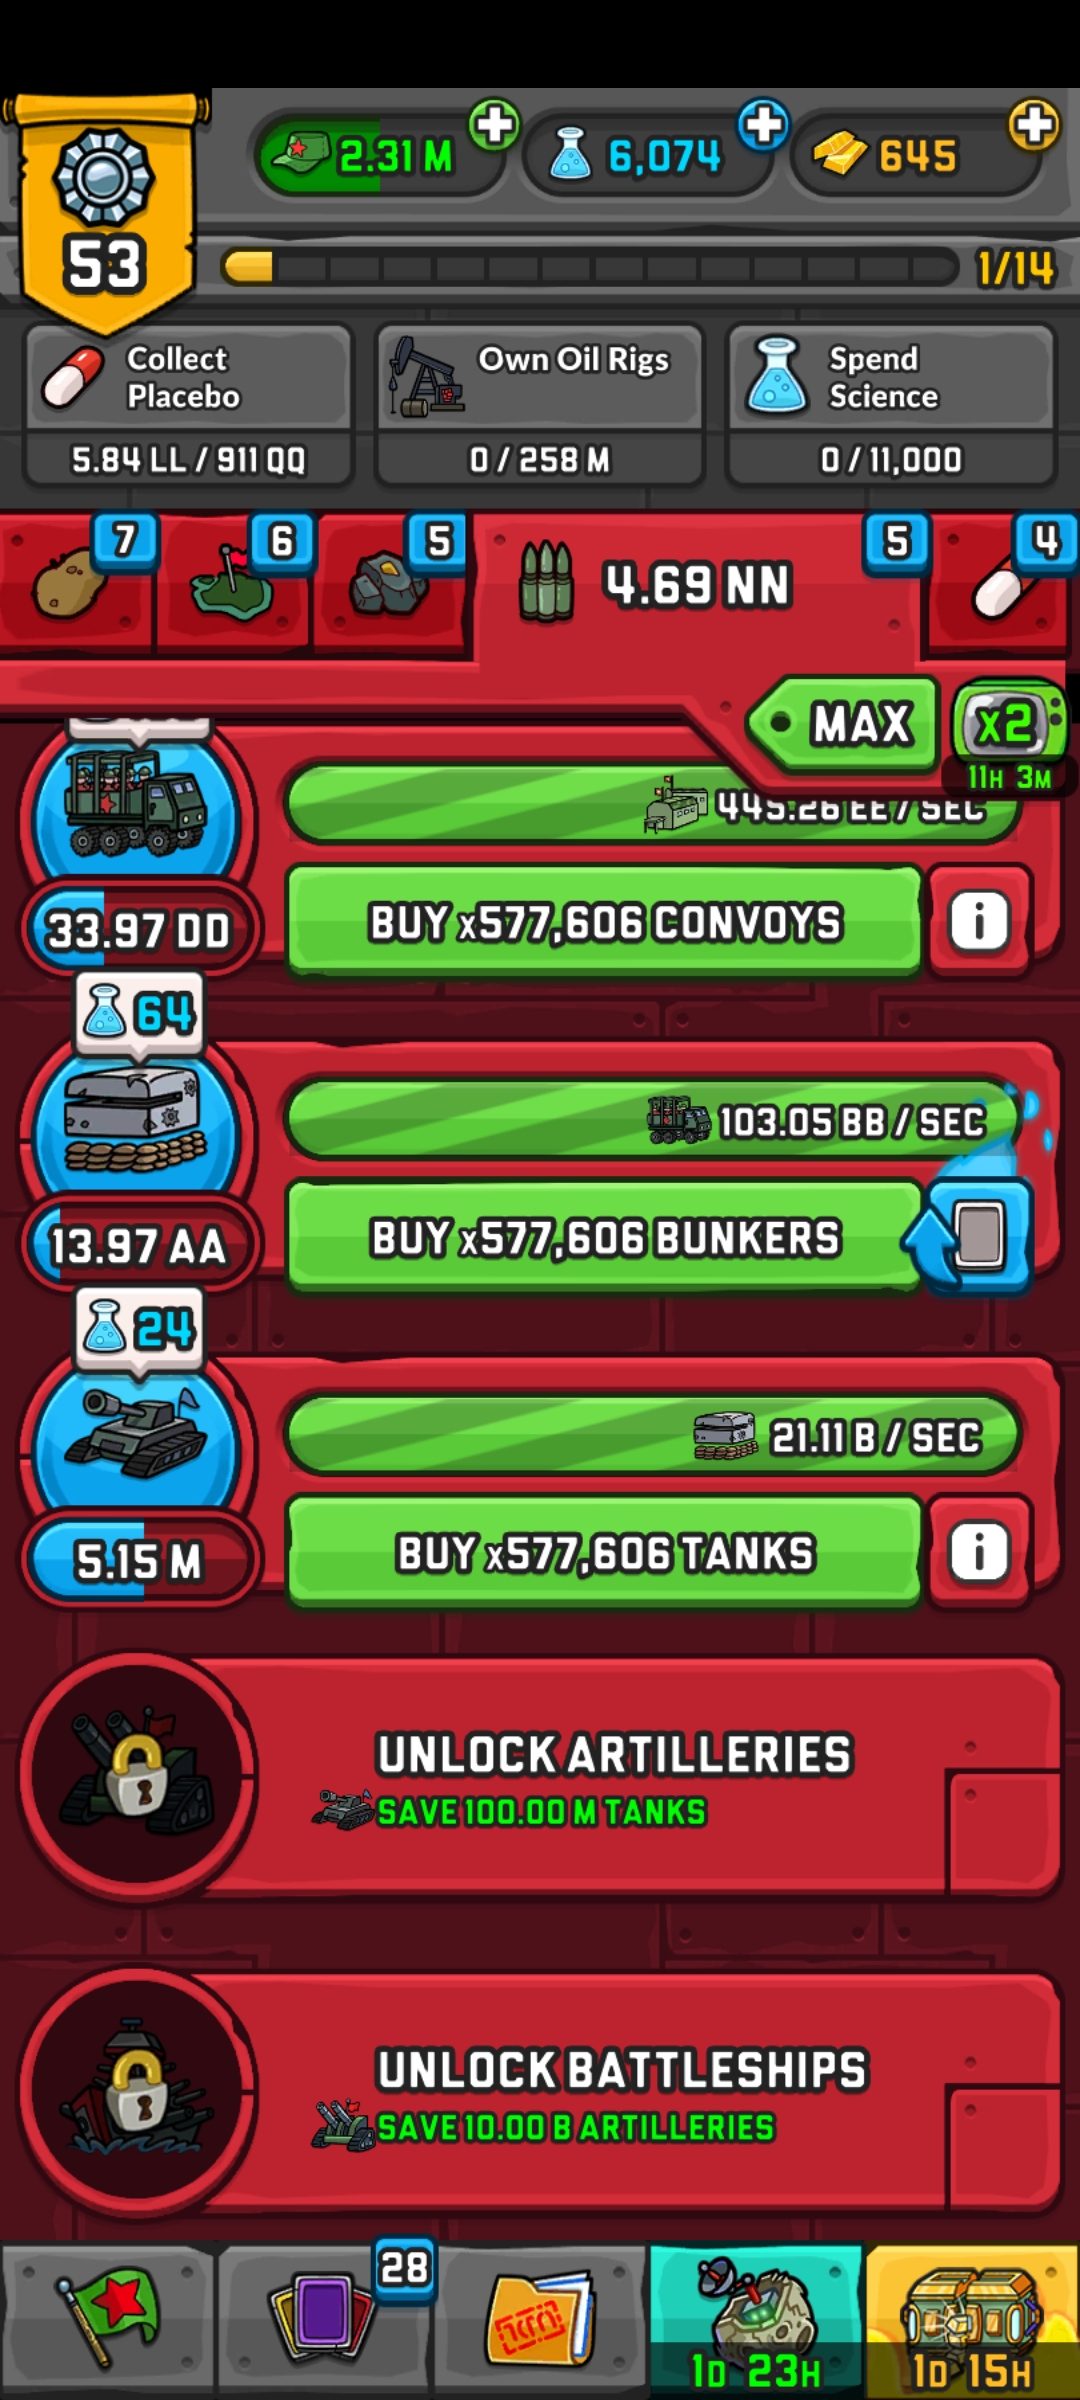 2.31 M
6,074
645
53
1/14
Collect
Placebo
Own Oil Rigs
Spend
Science
5.84 LL / 911 QQ
0 / 258 M
0 / 11,000
7
6
5
4.69 NN
5
4
MAX
x2
11H 3M
445.26 EE / SEC
33.97 DD
BUY x577,606 CONVOYS
i
64
103.05 BB / SEC
13.97 AA
BUY x577,606 BUNKERS
24
21.11 B / SEC
5.15 M
BUY x577,606 TANKS
i
UNLOCK ARTILLERIES
SAVE 100.00 M TANKS
UNLOCK BATTLESHIPS
SAVE 10.00 B ARTILLERIES
28
1D 23H
1D 15H